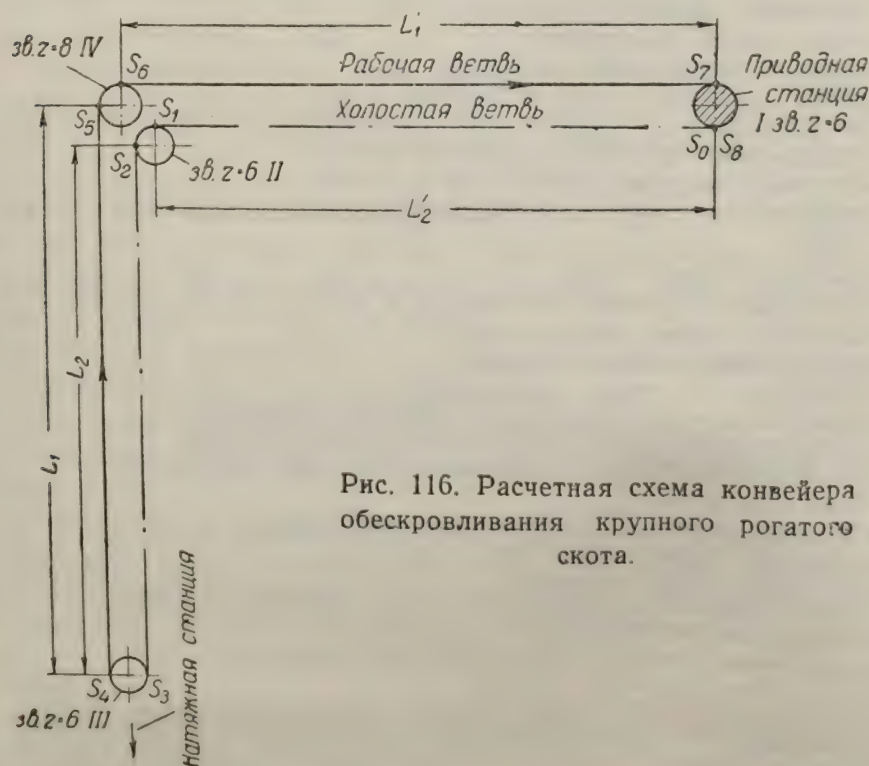 L'₁
зв. z=8 IV
S₆
Рабочая ветвь
S₇
Приводная
станция
I зв. z=6
S₅
S₁
Холостая ветвь
S₂
зв. z=6 II
S₀
S₈
L'₂
L₂
L₁
Рис. 116. Расчетная схема конвейера
обескровливания крупного рогатого
скота.
S₄
S₃
зв. z=6 III
Натяжная станция